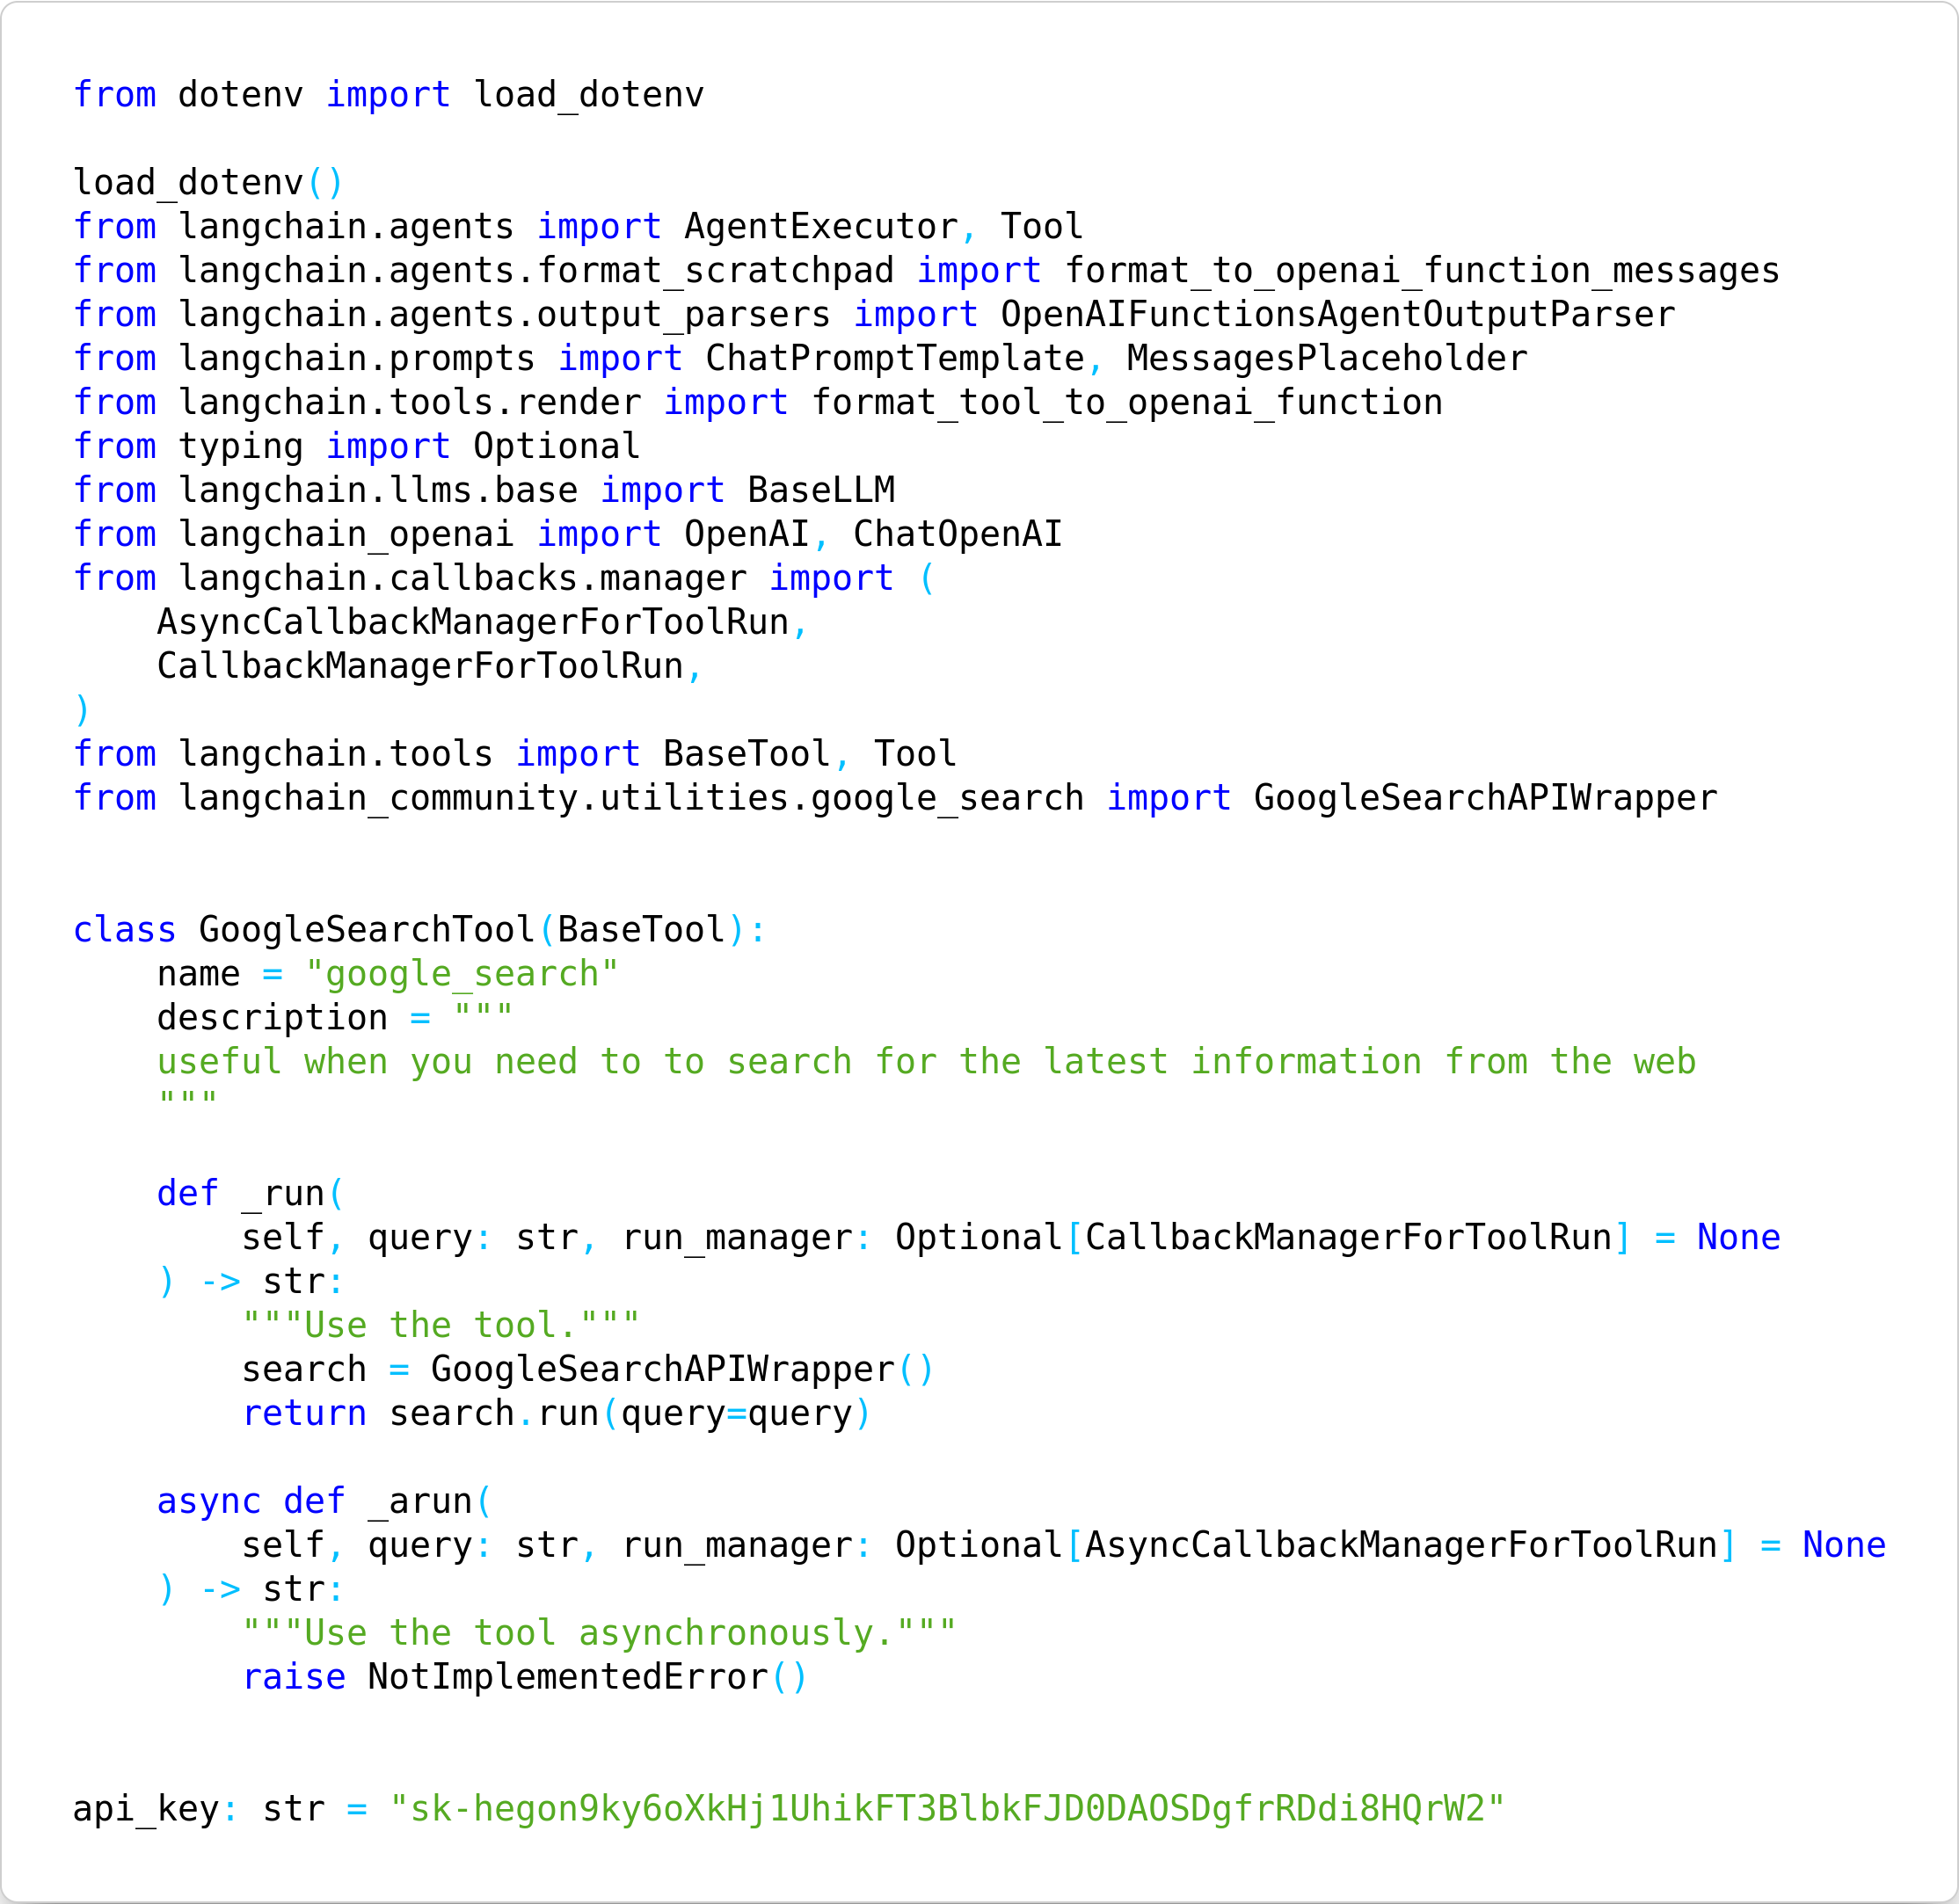 from dotenv import load_dotenv

load_dotenv()
from langchain.agents import AgentExecutor, Tool
from langchain.agents.format_scratchpad import format_to_openai_function_messages
from langchain.agents.output_parsers import OpenAIFunctionsAgentOutputParser
from langchain.prompts import ChatPromptTemplate, MessagesPlaceholder
from langchain.tools.render import format_tool_to_openai_function
from typing import Optional
from langchain.llms.base import BaseLLM
from langchain_openai import OpenAI, ChatOpenAI
from langchain.callbacks.manager import (
    AsyncCallbackManagerForToolRun,
    CallbackManagerForToolRun,
)
from langchain.tools import BaseTool, Tool
from langchain_community.utilities.google_search import GoogleSearchAPIWrapper


class GoogleSearchTool(BaseTool):
    name = "google_search"
    description = """
    useful when you need to to search for the latest information from the web
    """

    def _run(
        self, query: str, run_manager: Optional[CallbackManagerForToolRun] = None
    ) -> str:
        """Use the tool."""
        search = GoogleSearchAPIWrapper()
        return search.run(query=query)

    async def _arun(
        self, query: str, run_manager: Optional[AsyncCallbackManagerForToolRun] = None
    ) -> str:
        """Use the tool asynchronously."""
        raise NotImplementedError()


api_key: str = "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"